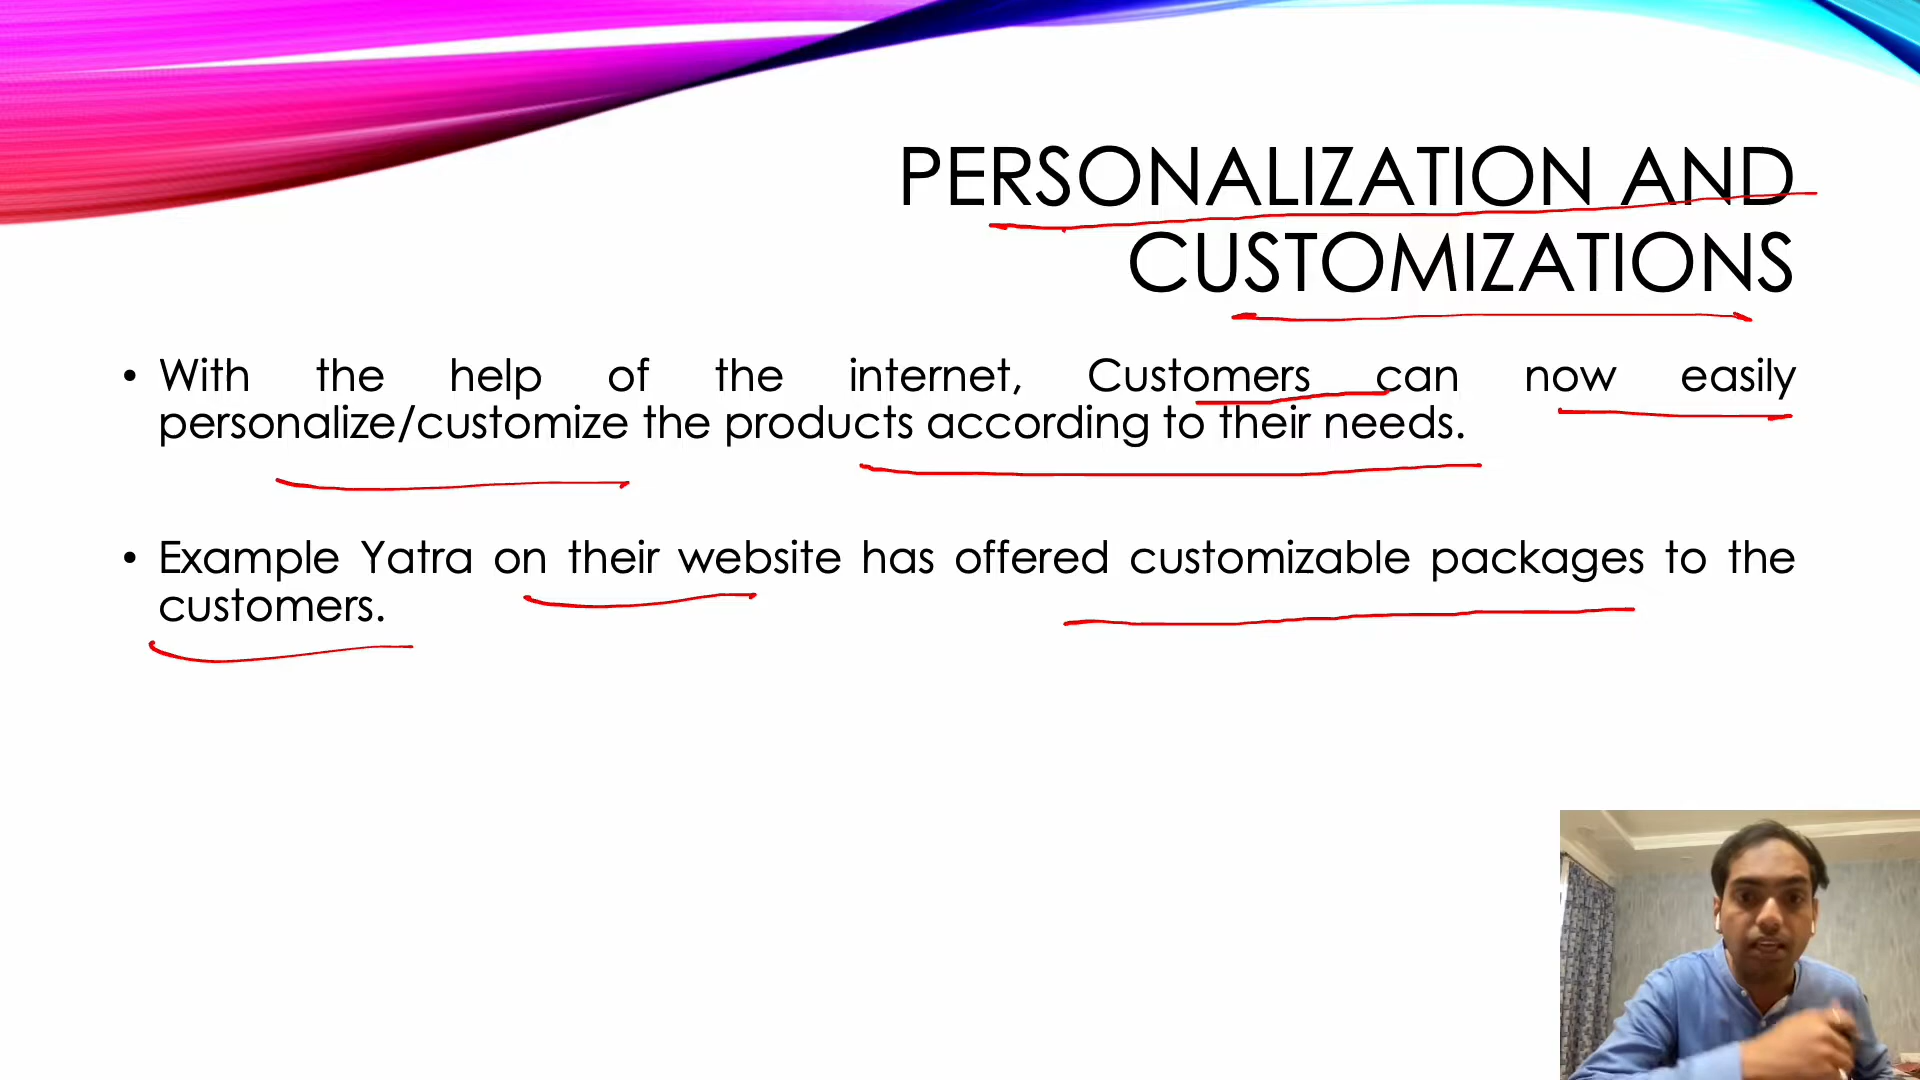 PERSONALIZATION AND
CUSTOMIZATIONS
• With the help of the internet, Customers can now easily
personalize/customize the products according to their needs.
• Example Yatra on their website has offered customizable packages to the
customers.